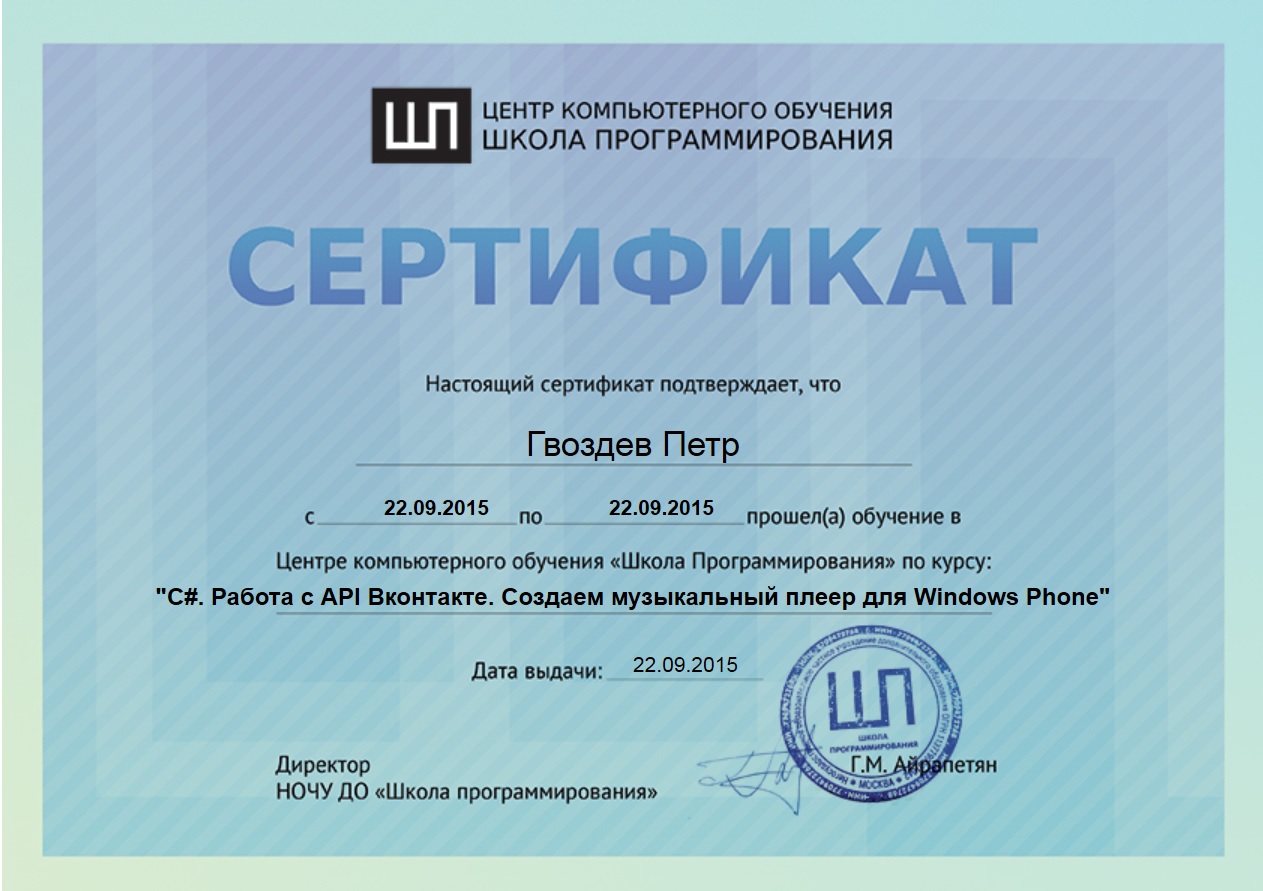 ШП
ЦЕНТР КОМПЬЮТЕРНОГО ОБУЧЕНИЯ
ШКОЛА ПРОГРАММИРОВАНИЯ
СЕРТИФИКАТ
Настоящий сертификат подтверждает, что
Гвоздев Петр
с 22.09.2015 по 22.09.2015 прошел(а) обучение в
Центре компьютерного обучения «Школа Программирования» по курсу:
"C#. Работа с API Вконтакте. Создаем музыкальный плеер для Windows Phone"
Дата выдачи: 22.09.2015
ШП
ШКОЛА
ПРОГРАММИРОВАНИЯ
МОСКВА
Директор
Г.М. Айрапетян
НОЧУ ДО «Школа программирования»